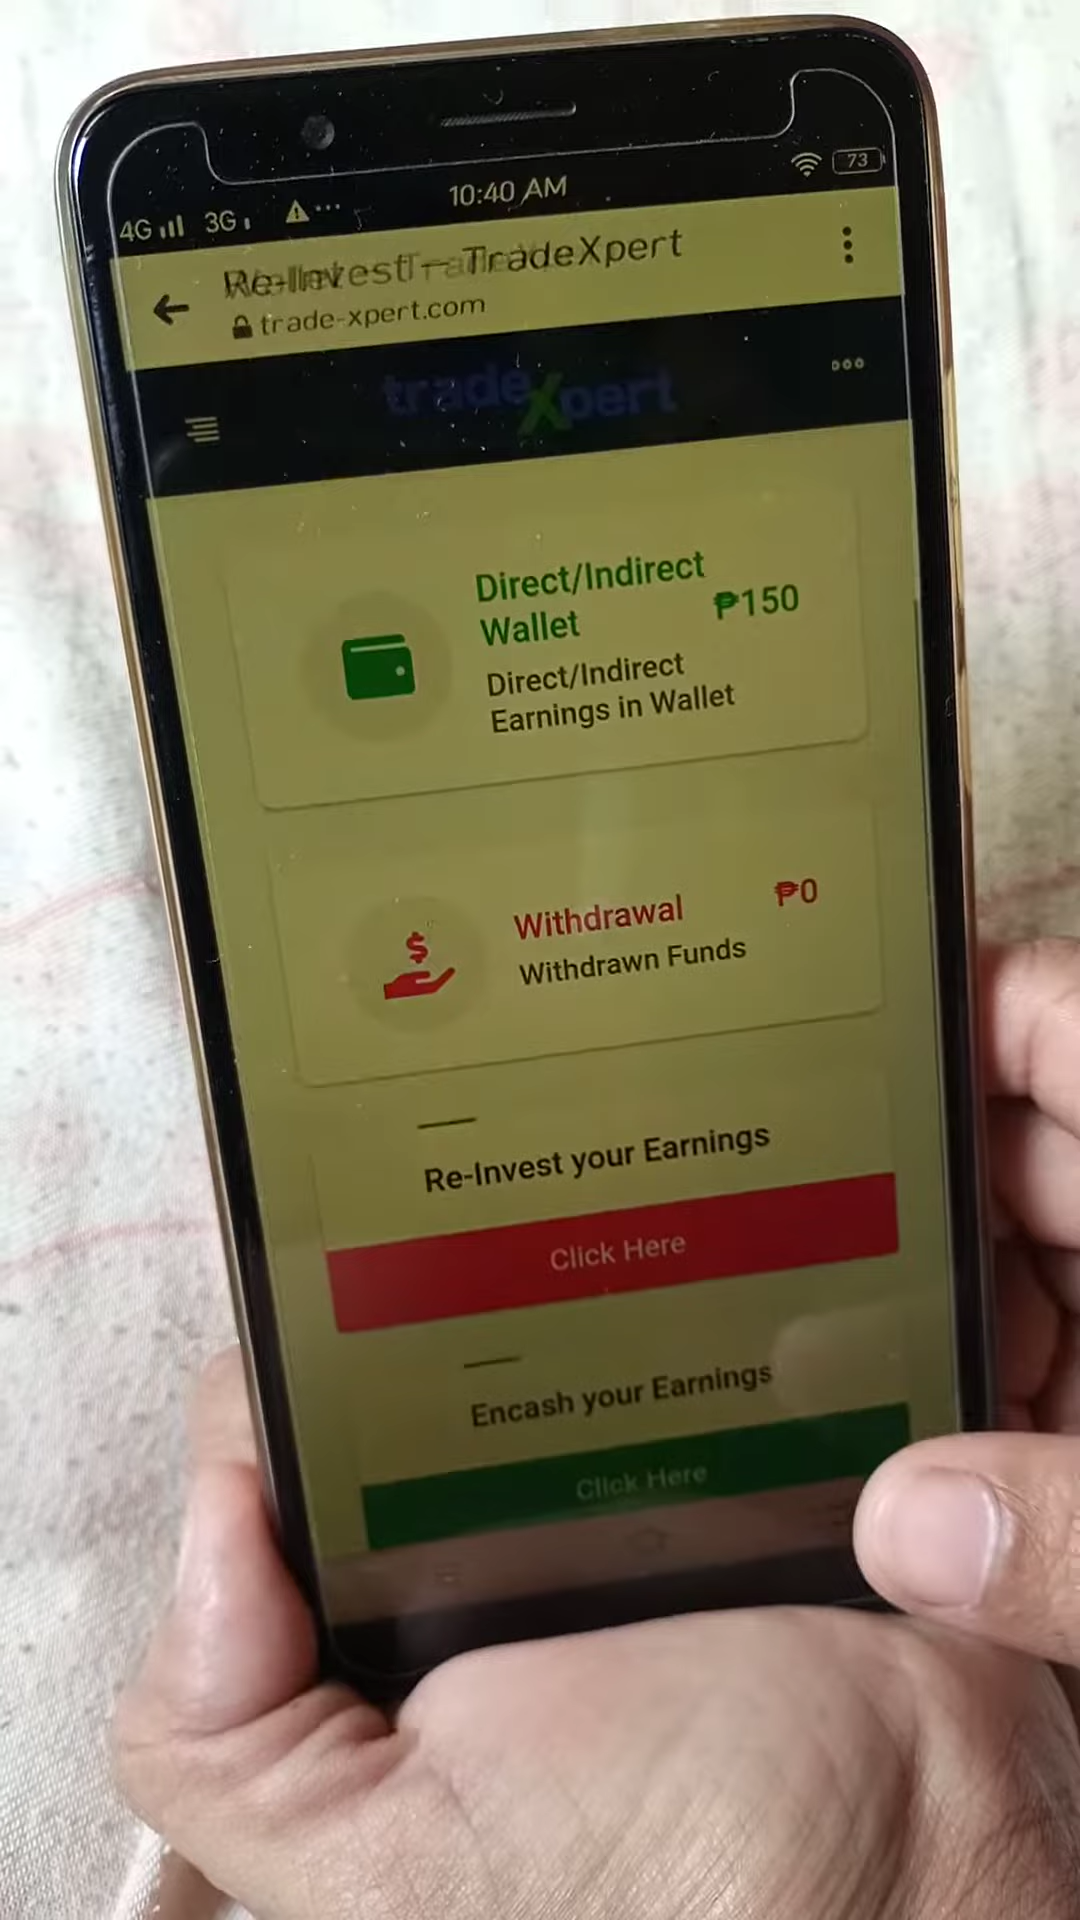 4G 3G 10:40 AM 73
Re-Invest – TradeXpert
trade-xpert.com
tradeXpert
Direct/Indirect
Wallet ₱150
Direct/Indirect
Earnings in Wallet
Withdrawal ₱0
Withdrawn Funds
Re-Invest your Earnings
Click Here
Encash your Earnings
Click Here